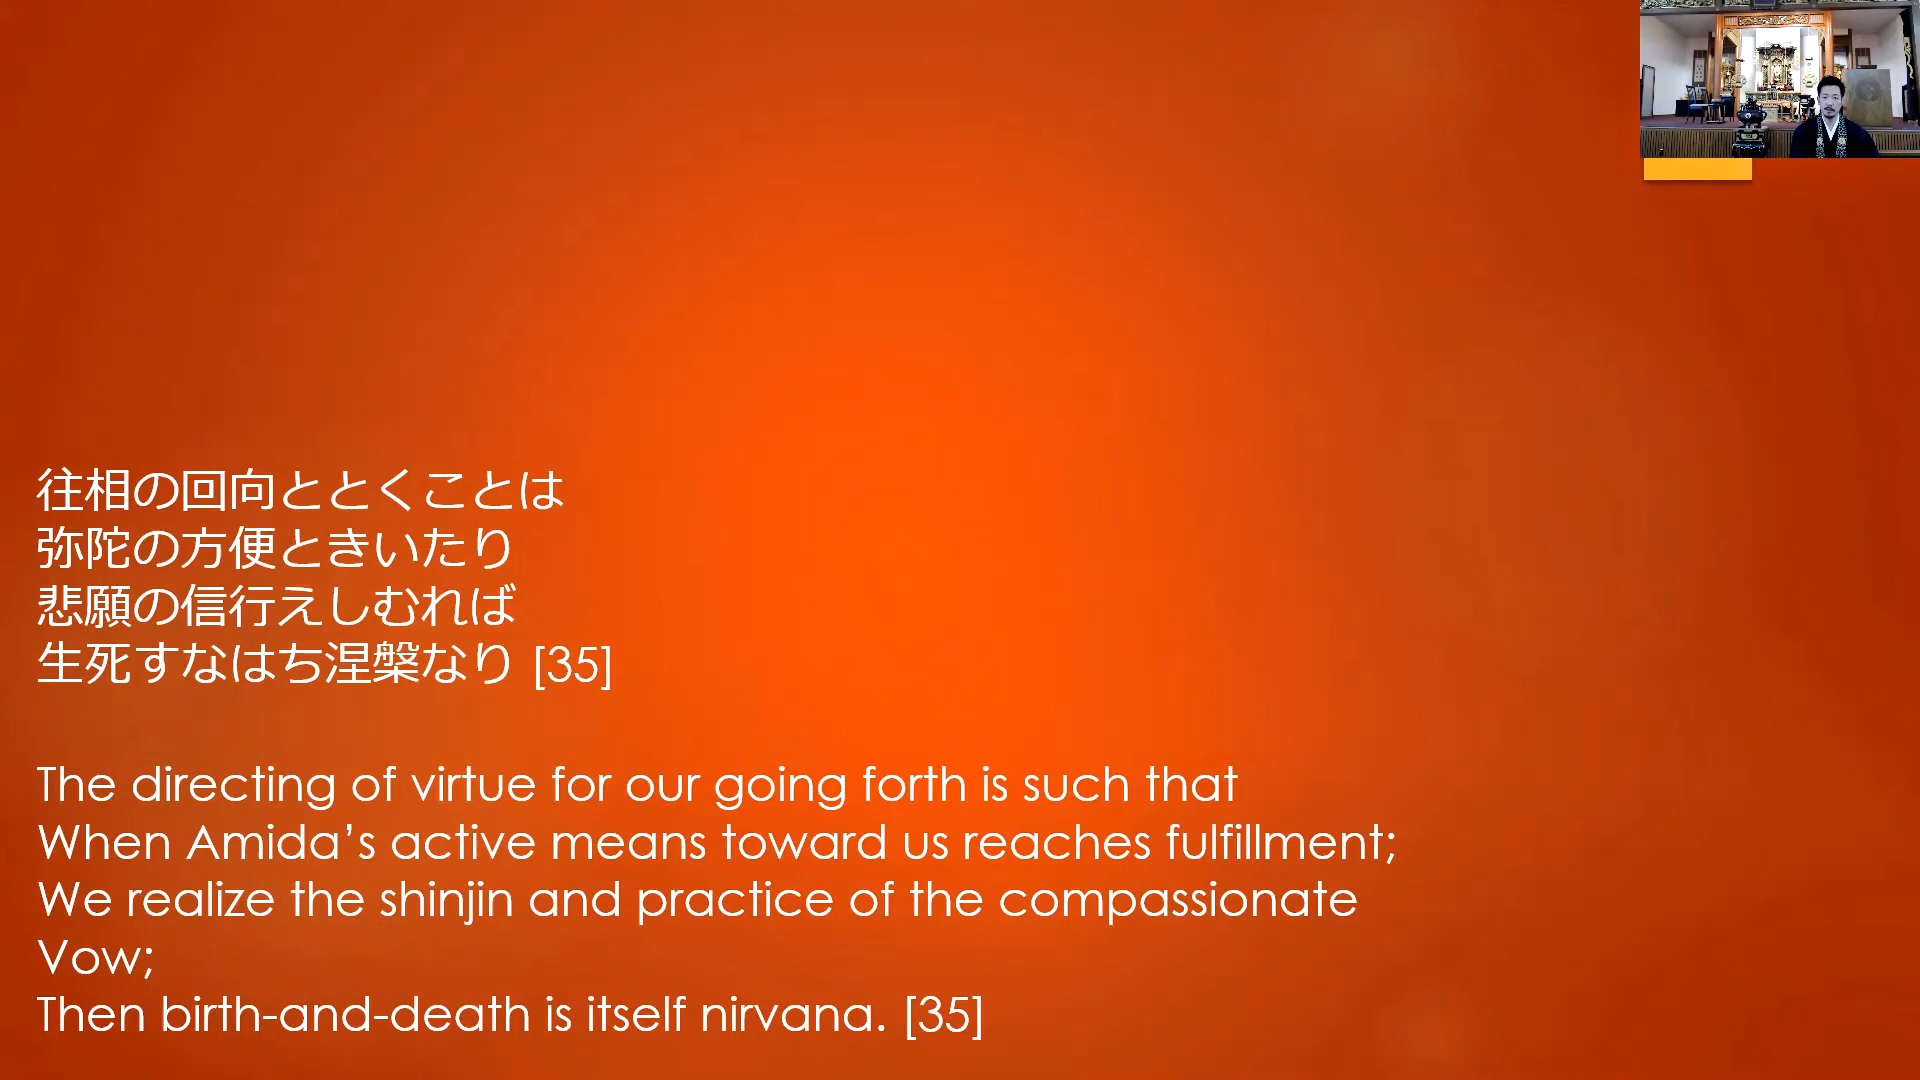 往相の回向ととくことは
弥陀の方便ときいたり
悲願の信行えしむれば
生死すなはち涅槃なり [35]
The directing of virtue for our going forth is such that
When Amida’s active means toward us reaches fulfillment;
We realize the shinjin and practice of the compassionate
Vow;
Then birth-and-death is itself nirvana. [35]